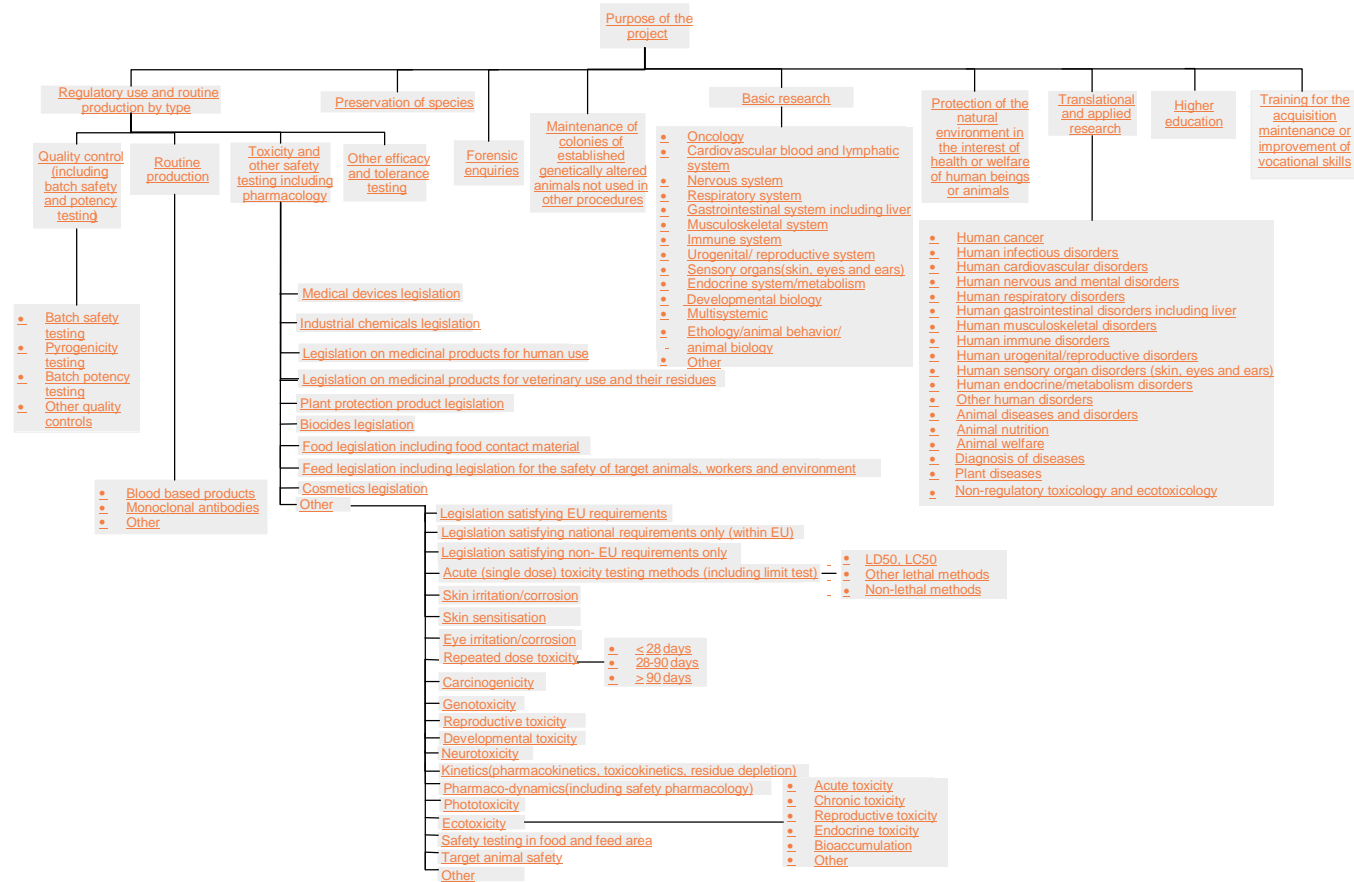 Purpose of the
project
Regulatory use and routine
production by type
Preservation of species
Forensic
enquiries
Maintenance of
colonies of
established
genetically altered
animals, not used in
other procedures
Basic research
Protection of the
natural
environment in
the interest of
health or welfare
of human beings
or animals
Translational
and applied
research
Higher
education
Training for the
acquisition
maintenance or
improvement of
vocational skills
Quality control
(including
batch safety
and potency
testing)
Routine
production
Toxicity and
other safety
testing including
pharmacology
Other efficacy
and tolerance
testing
• Oncology
• Cardiovascular blood and lymphatic
system
• Nervous system
• Respiratory system
• Gastrointestinal system including liver
• Musculoskeletal system
• Immune system
• Urogenital/ reproductive system
• Sensory organs(skin, eyes and ears)
• Endocrine system/metabolism
• Developmental biology
• Multisystemic
• Ethology/animal behavior/
animal biology
• Other
• Human cancer
• Human infectious disorders
• Human cardiovascular disorders
• Human nervous and mental disorders
• Human respiratory disorders
• Human gastrointestinal disorders including liver
• Human musculoskeletal disorders
• Human immune disorders
• Human urogenital/reproductive disorders
• Human sensory organ disorders (skin, eyes and ears)
• Human endocrine/metabolism disorders
• Other human disorders
• Animal diseases and disorders
• Animal nutrition
• Animal welfare
• Diagnosis of diseases
• Plant diseases
• Non-regulatory toxicology and ecotoxicology
• Batch safety
testing
• Pyrogenicity
testing
• Batch potency
testing
• Other quality
controls
• Blood based products
• Monoclonal antibodies
• Other
Medical devices legislation
Industrial chemicals legislation
Legislation on medicinal products for human use
Legislation on medicinal products for veterinary use and their residues
Plant protection product legislation
Biocides legislation
Food legislation including food contact material
Feed legislation including legislation for the safety of target animals, workers and environment
Cosmetics legislation
Other
Legislation satisfying EU requirements
Legislation satisfying national requirements only (within EU)
Legislation satisfying non- EU requirements only
Acute (single dose) toxicity testing methods (including limit test)
• LD50, LC50
• Other lethal methods
• Non-lethal methods
Skin irritation/corrosion
Skin sensitisation
Eye irritation/corrosion
Repeated dose toxicity
• < 28 days
• 28-90 days
• > 90 days
Carcinogenicity
Genotoxicity
Reproductive toxicity
Developmental toxicity
Neurotoxicity
Kinetics(pharmacokinetics, toxicokinetics, residue depletion)
Pharmaco-dynamics(including safety pharmacology)
Phototoxicity
Ecotoxicity
• Acute toxicity
• Chronic toxicity
• Reproductive toxicity
• Endocrine toxicity
• Bioaccumulation
• Other
Safety testing in food and feed area
Target animal safety
Other